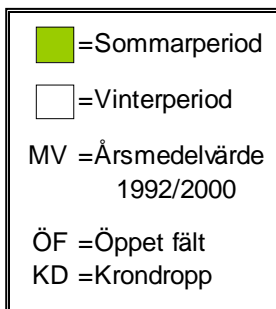 =Sommarperiod
=Vinterperiod
MV =Årsmedelvärde
1992/2000
ÖF =Öppet fält
KD =Krondropp